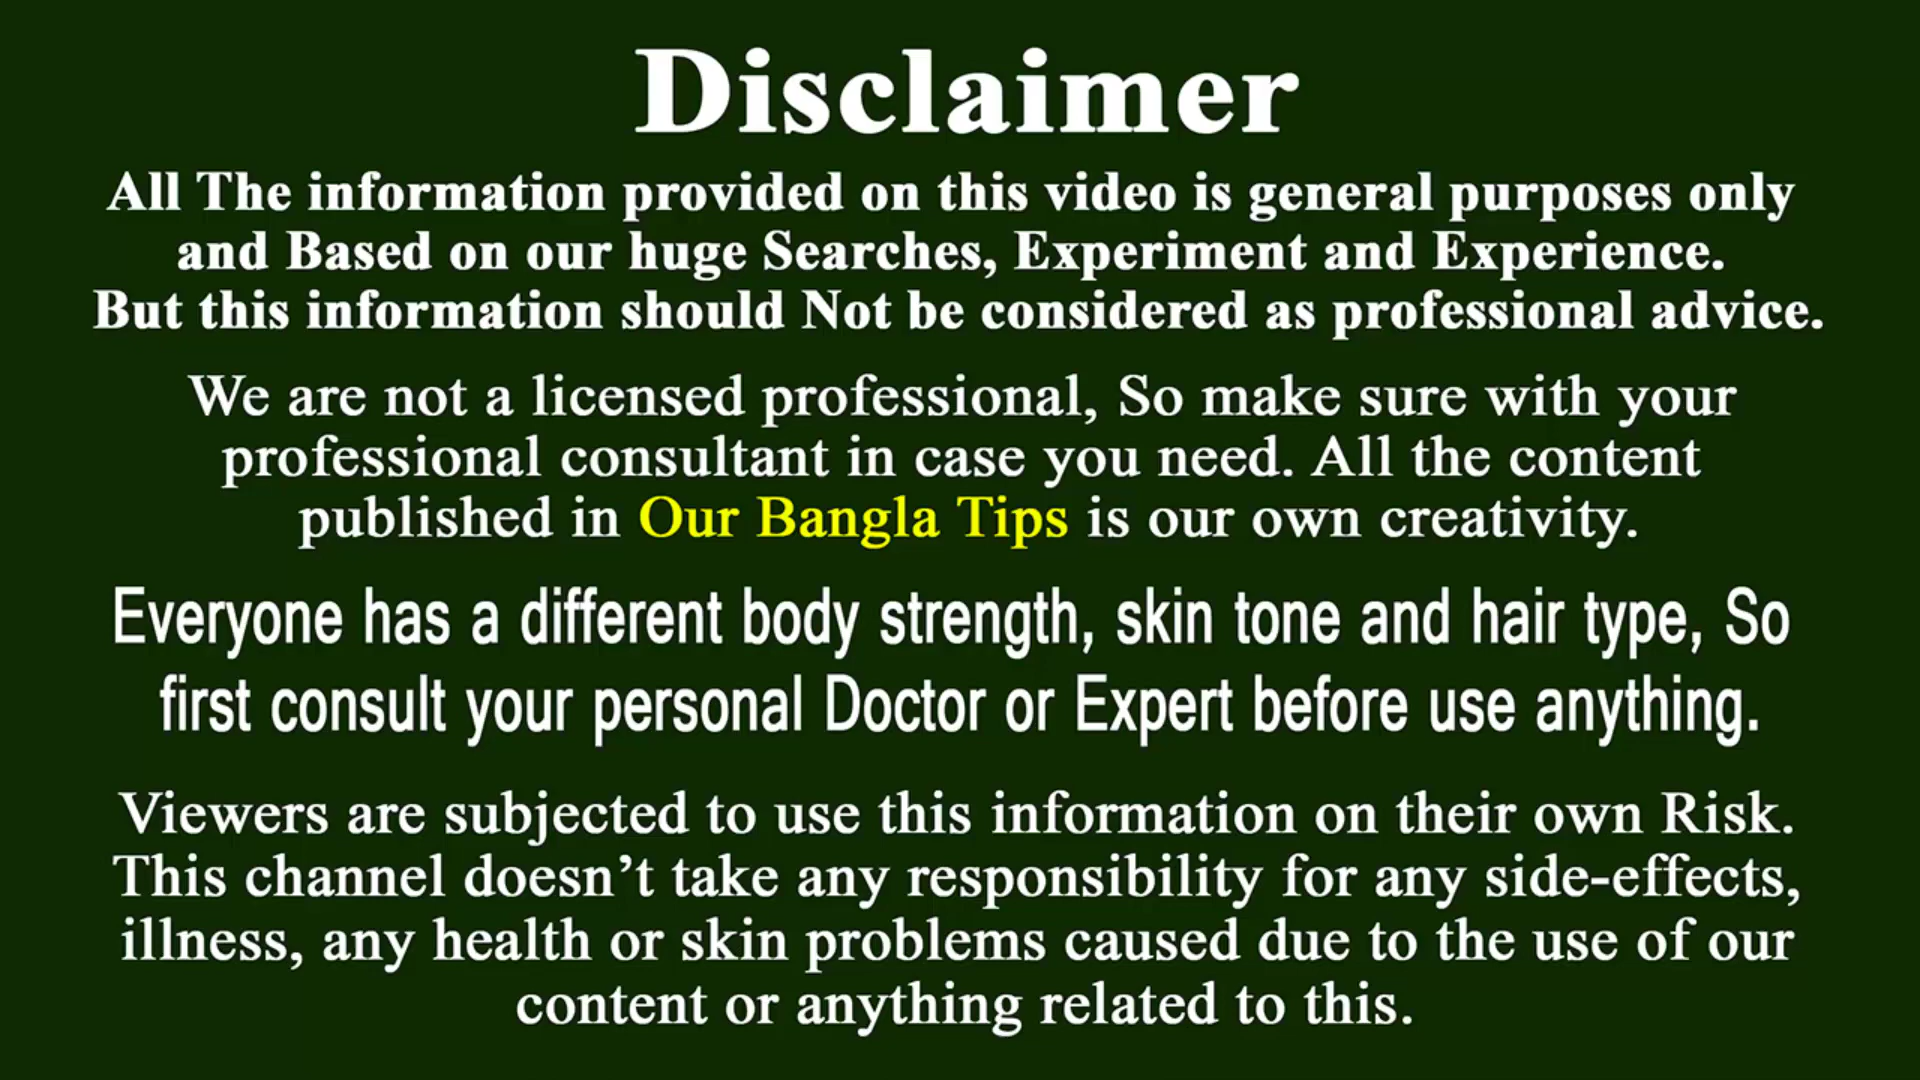 Disclaimer
All The information provided on this video is general purposes only
and Based on our huge Searches, Experiment and Experience.
But this information should Not be considered as professional advice.
We are not a licensed professional, So make sure with your
professional consultant in case you need. All the content
published in Our Bangla Tips is our own creativity.
Everyone has a different body strength, skin tone and hair type, So
first consult your personal Doctor or Expert before use anything.
Viewers are subjected to use this information on their own Risk.
This channel doesn’t take any responsibility for any side-effects,
illness, any health or skin problems caused due to the use of our
content or anything related to this.